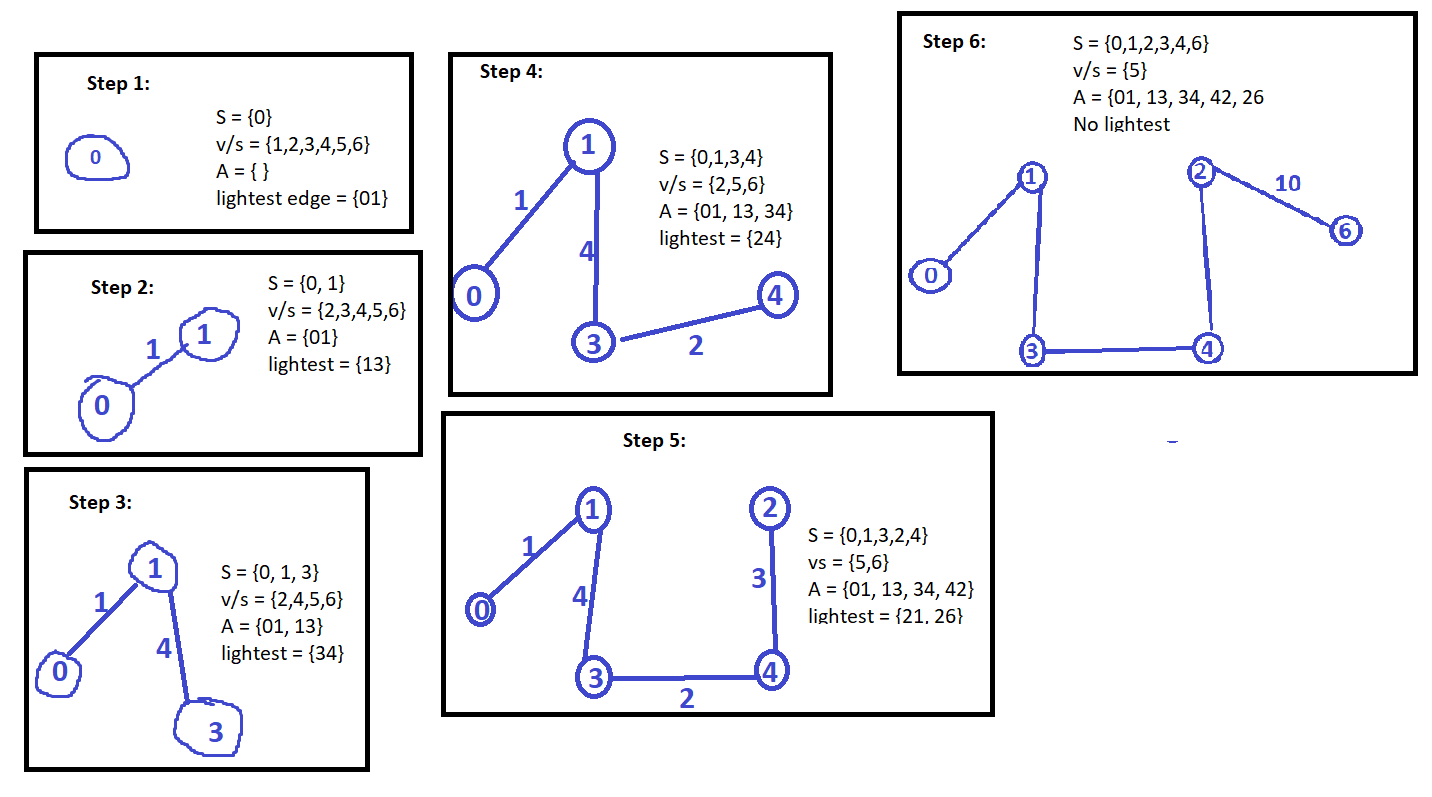 Step 1:
S = {0}
v/s = {1,2,3,4,5,6}
A = { }
lightest edge = {01}
0
Step 2:
S = {0, 1}
v/s = {2,3,4,5,6}
A = {01}
lightest = {13}
1
1
0
Step 3:
S = {0, 1, 3}
v/s = {2,4,5,6}
A = {01, 13}
lightest = {34}
1
1
4
0
3
Step 4:
S = {0,1,3,4}
v/s = {2,5,6}
A = {01, 13, 34}
lightest = {24}
1
1
4
0
4
3
2
Step 5:
S = {0,1,3,2,4}
vs = {5,6}
A = {01, 13, 34, 42}
lightest = {21, 26}
1
2
1
3
4
0
3
4
2
Step 6:
S = {0,1,2,3,4,6}
v/s = {5}
A = {01, 13, 34, 42, 26
No lightest
1
2
10
6
0
3
4